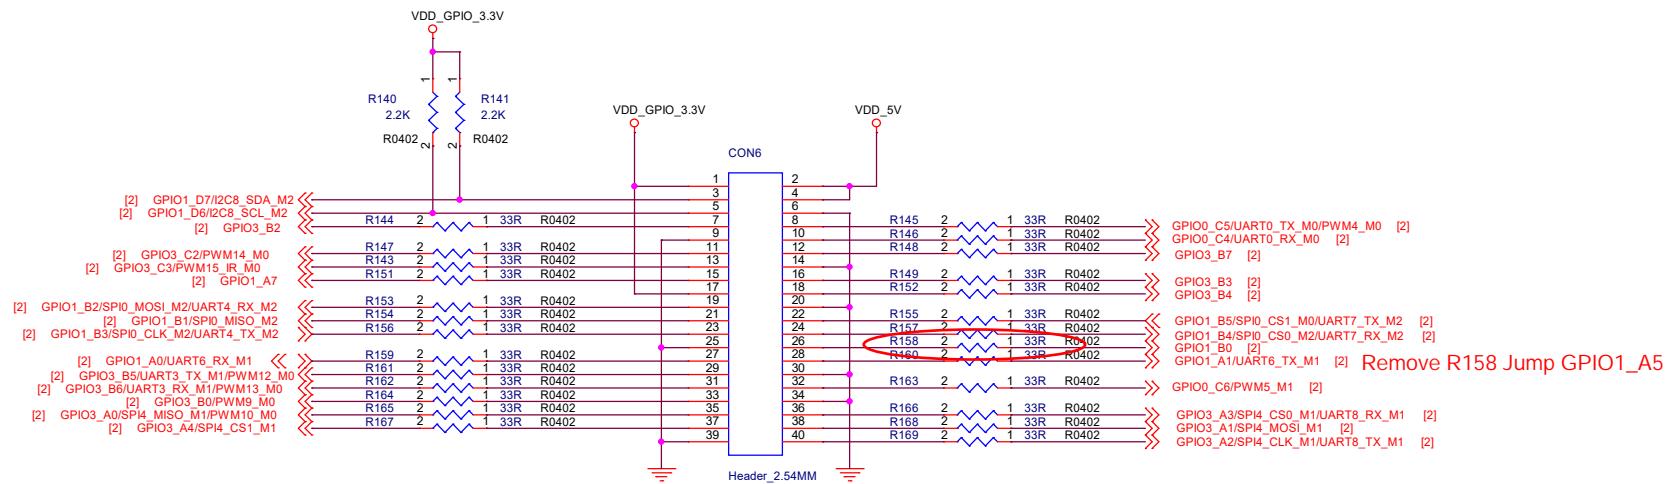 VDD_GPIO_3.3V
1 1
R140 R141
2.2K 2.2K
R0402 R0402
2 2
VDD_GPIO_3.3V VDD_5V
CON6
1 2
[2] GPIO1_D7/I2C8_SDA_M2 3 4
[2] GPIO1_D6/I2C8_SCL_M2 5 6
[2] GPIO3_B2 R144 2 1 33R R0402 7 8 R145 2 1 33R R0402 GPIO0_C5/UART0_TX_M0/PWM4_M0 [2]
9 10 R146 2 1 33R R0402 GPIO0_C4/UART0_RX_M0 [2]
[2] GPIO3_C2/PWM14_M0 R147 2 1 33R R0402 11 12 R148 2 1 33R R0402 GPIO3_B7 [2]
[2] GPIO3_C3/PWM15_IR_M0 R143 2 1 33R R0402 13 14
[2] GPIO1_A7 R151 2 1 33R R0402 15 16 R149 2 1 33R R0402 GPIO3_B3 [2]
17 18 R152 2 1 33R R0402 GPIO3_B4 [2]
[2] GPIO1_B2/SPI0_MOSI_M2/UART4_RX_M2 R153 2 1 33R R0402 19 20
[2] GPIO1_B1/SPI0_MISO_M2 R154 2 1 33R R0402 21 22 R155 2 1 33R R0402 GPIO1_B5/SPI0_CS1_M0/UART7_TX_M2 [2]
[2] GPIO1_B3/SPI0_CLK_M2/UART4_TX_M2 R156 2 1 33R R0402 23 24 R157 2 1 33R R0402 GPIO1_B4/SPI0_CS0_M2/UART7_RX_M2 [2]
25 26 R158 2 1 33R R0402 GPIO1_B0 [2]
[2] GPIO1_A0/UART6_RX_M1 R159 2 1 33R R0402 27 28 R160 2 1 33R R0402 GPIO1_A1/UART6_TX_M1 [2] Remove R158 Jump GPIO1_A5
[2] GPIO3_B5/UART3_TX_M1/PWM12_M0 R161 2 1 33R R0402 29 30
[2] GPIO3_B6/UART3_RX_M1/PWM13_M0 R162 2 1 33R R0402 31 32 R163 2 1 33R R0402 GPIO0_C6/PWM5_M1 [2]
[2] GPIO3_B0/PWM9_M0 R164 2 1 33R R0402 33 34
[2] GPIO3_A0/SPI4_MISO_M1/PWM10_M0 R165 2 1 33R R0402 35 36 R166 2 1 33R R0402 GPIO3_A3/SPI4_CS0_M1/UART8_RX_M1 [2]
[2] GPIO3_A4/SPI4_CS1_M1 R167 2 1 33R R0402 37 38 R168 2 1 33R R0402 GPIO3_A1/SPI4_MOSI_M1 [2]
39 40 R169 2 1 33R R0402 GPIO3_A2/SPI4_CLK_M1/UART8_TX_M1 [2]
Header_2.54MM